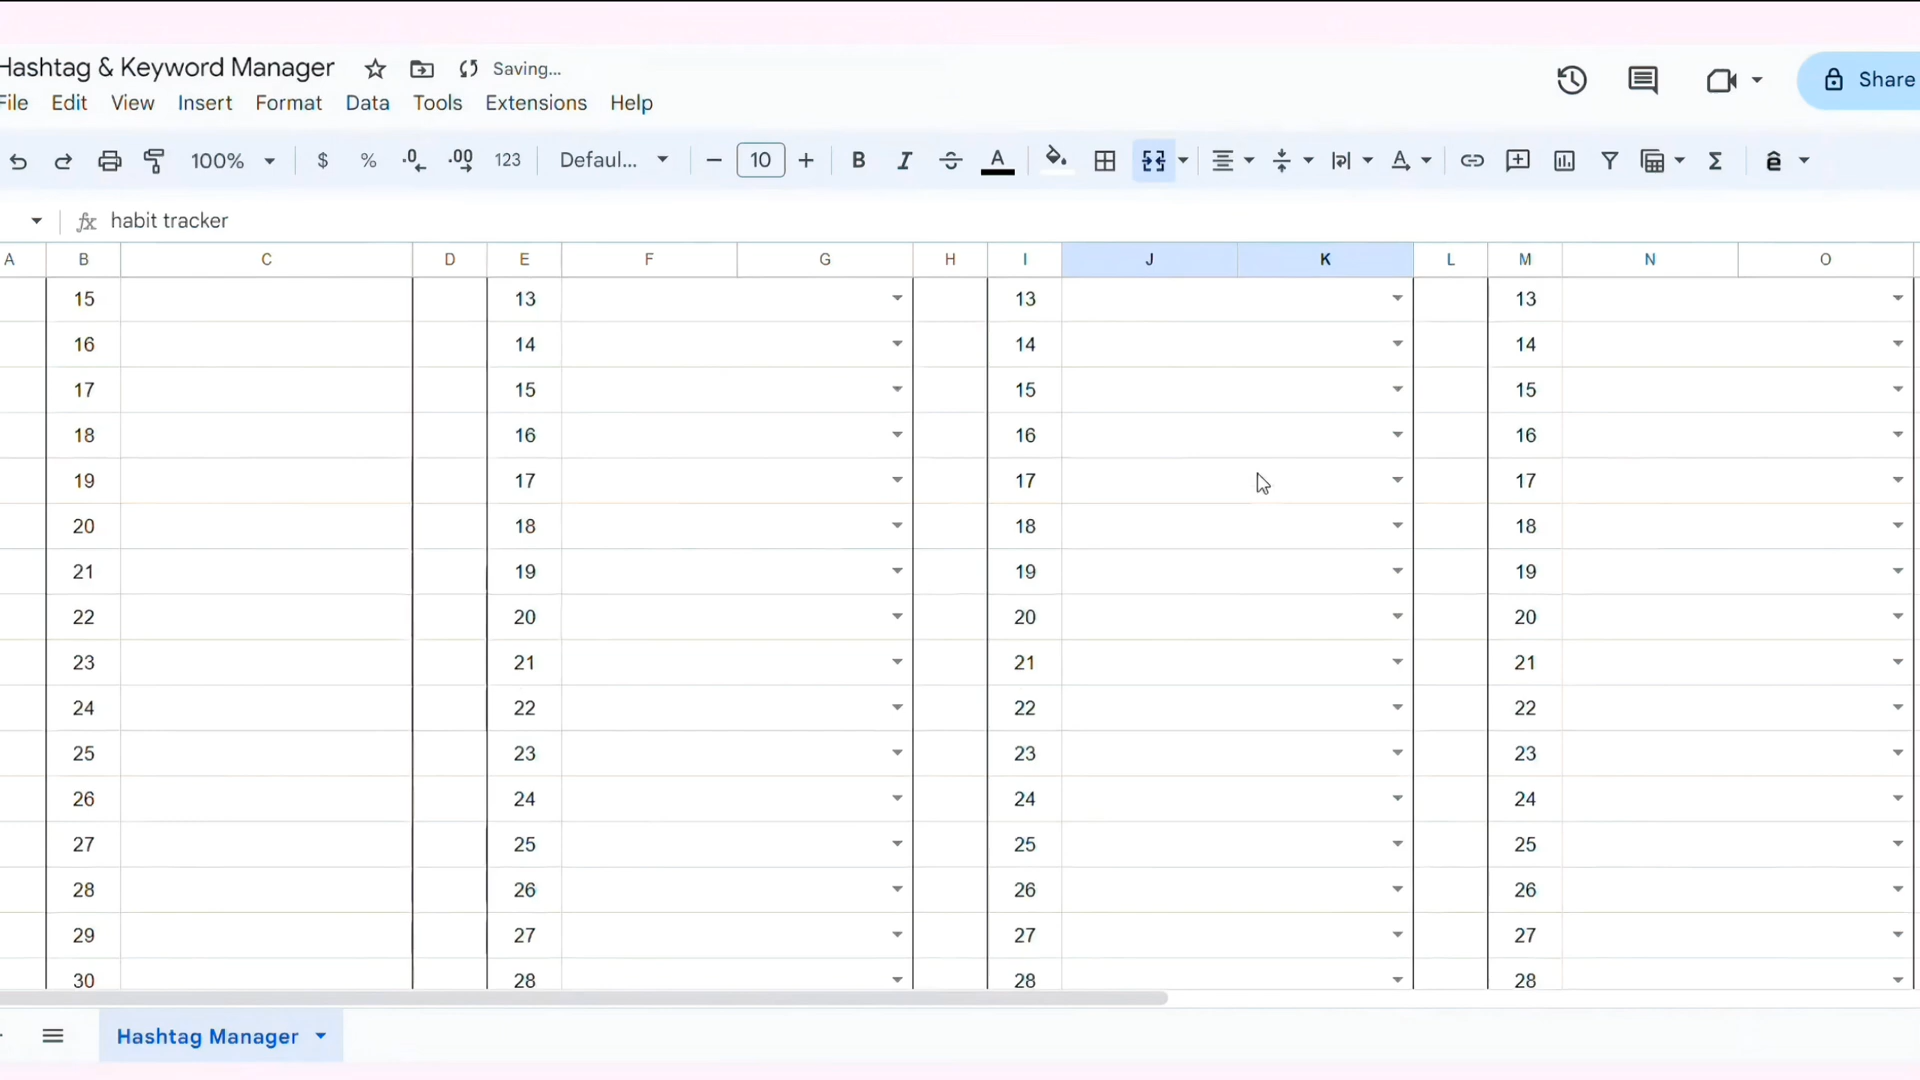 Hashtag & Keyword Manager Saving... Share
File Edit View Insert Format Data Tools Extensions Help
100% $ % .0 .00 123 Defaul... 10 B I A A Σ ê
fx habit tracker
A B C D E F G H I J K L M N O
15 13 13 13
16 14 14 14
17 15 15 15
18 16 16 16
19 17 17 17
20 18 18 18
21 19 19 19
22 20 20 20
23 21 21 21
24 22 22 22
25 23 23 23
26 24 24 24
27 25 25 25
28 26 26 26
29 27 27 27
30 28 28 28
Hashtag Manager